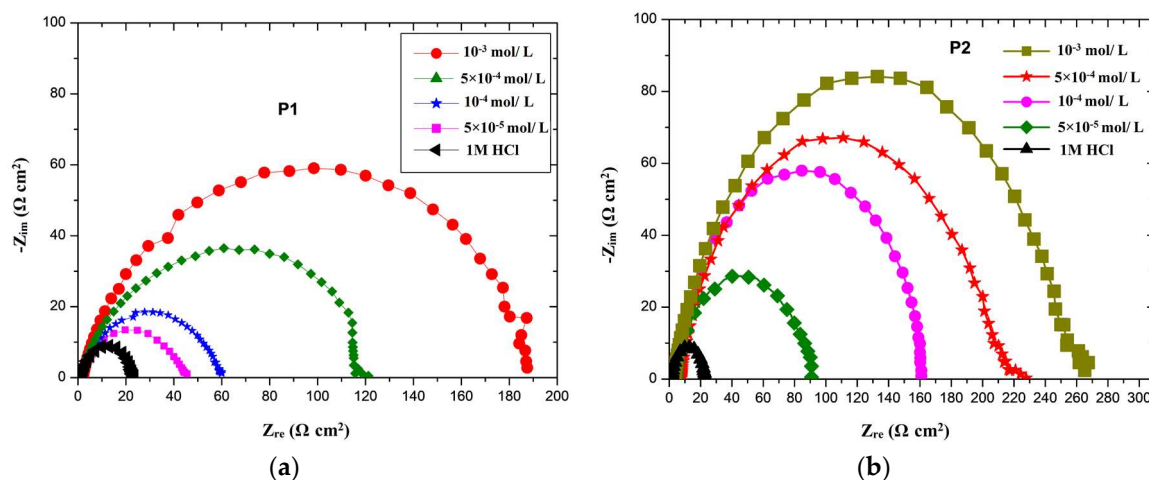 P1
10⁻³ mol/ L
5×10⁻⁴ mol/ L
10⁻⁴ mol/ L
5×10⁻⁵ mol/ L
1M HCl
-Zim (Ω cm²)
100
80
60
40
20
0
0 20 40 60 80 100 120 140 160 180 200
Zre (Ω cm²)
(a)
P2
10⁻³ mol/ L
5×10⁻⁴ mol/ L
10⁻⁴ mol/ L
5×10⁻⁵ mol/ L
1M HCl
-Zim (Ω cm²)
100
80
60
40
20
0
0 20 40 60 80 100 120 140 160 180 200 220 240 260 280 30
Zre (Ω cm²)
(b)